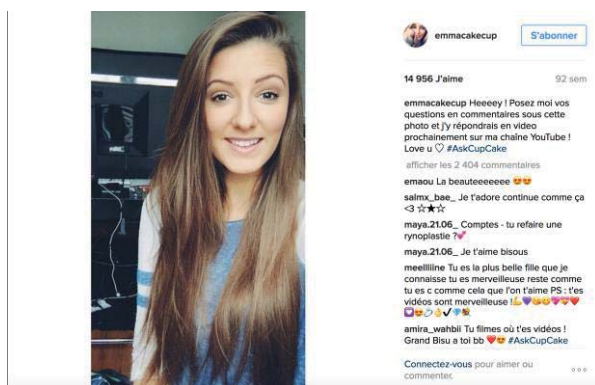 emmacakecup
S'abonner
14 956 J'aime
92 sem
emmacakecup Heeeey ! Posez moi vos
questions en commentaires sous cette
photo et j'y répondrais en video
prochainement sur ma chaîne YouTube !
Love u ♡ #AskCupCake
afficher les 2 404 commentaires
emaou La beauteeeeeee 😍😍
salmx_bae_ Je t'adore continue comme ça
<3 ☆★☆
maya.21.06_ Comptes - tu refaire une
rynoplastie ?💕
maya.21.06_ Je t'aime bisous
meelllliine Tu es la plus belle fille que je
connaisse tu es merveilleuse reste comme
tu es c comme cela que l'on t'aime PS : t'es
vidéos sont merveilleuse !
amira_wahbii Tu filmes où t'es vidéos !
Grand Bisu a toi bb ❤️😍 #AskCupCake
Connectez-vous pour aimer ou
commenter.